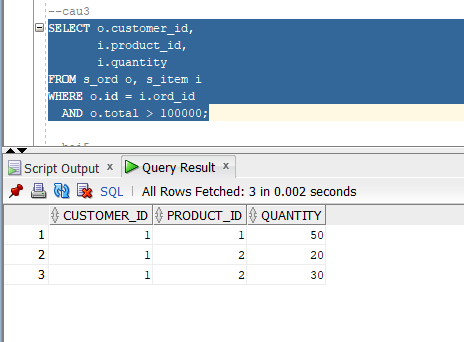 --cau3
SELECT o.customer_id,
i.product_id,
i.quantity
FROM s_ord o, s_item i
WHERE o.id = i.ord_id
AND o.total > 100000;
Script Output x Query Result x
SQL | All Rows Fetched: 3 in 0.002 seconds
CUSTOMER_ID PRODUCT_ID QUANTITY
1 1 1 50
2 1 2 20
3 1 2 30